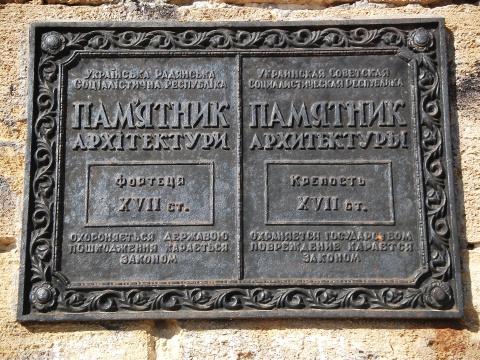 Українська Радянська
Соціалістична Республіка
ПАМ'ЯТНИК
АРХІТЕКТУРИ
Фортеця
XVII ст.
ОХОРОНЯЄТЬСЯ ДЕРЖАВОЮ
ПОШКОДЖЕННЯ КАРАЄТЬСЯ
ЗАКОНОМ
Украинская Советская
Социалистическая Республика
ПАМЯТНИК
АРХИТЕКТУРЫ
Крепость
XVII ст.
ОХРАНЯЕТСЯ ГОСУДАРСТВОМ
ПОВРЕЖДЕНИЕ КАРАЕТСЯ
ЗАКОНОМ